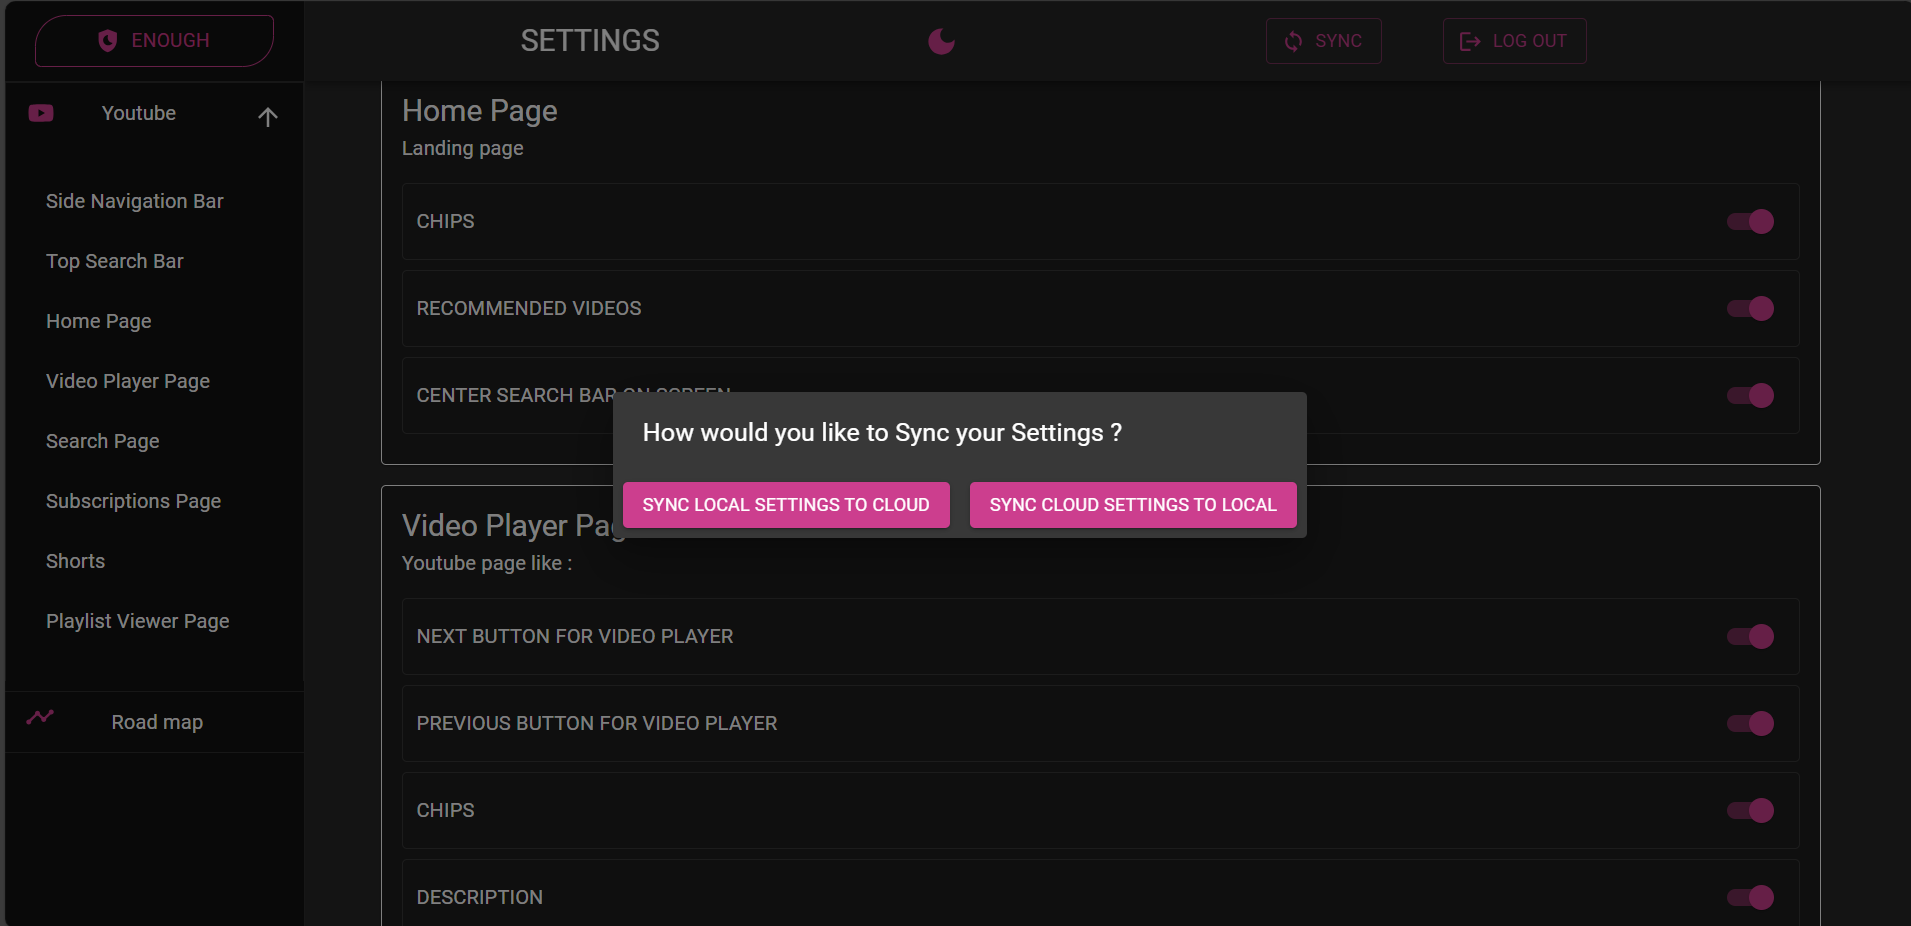 ENOUGH
SETTINGS
SYNC
LOG OUT
Youtube
Side Navigation Bar
Top Search Bar
Home Page
Video Player Page
Search Page
Subscriptions Page
Shorts
Playlist Viewer Page
Road map
Home Page
Landing page
CHIPS
RECOMMENDED VIDEOS
CENTER SEARCH BAR ON SCREEN
How would you like to Sync your Settings ?
SYNC LOCAL SETTINGS TO CLOUD
SYNC CLOUD SETTINGS TO LOCAL
Video Player Pag
Youtube page like :
NEXT BUTTON FOR VIDEO PLAYER
PREVIOUS BUTTON FOR VIDEO PLAYER
CHIPS
DESCRIPTION